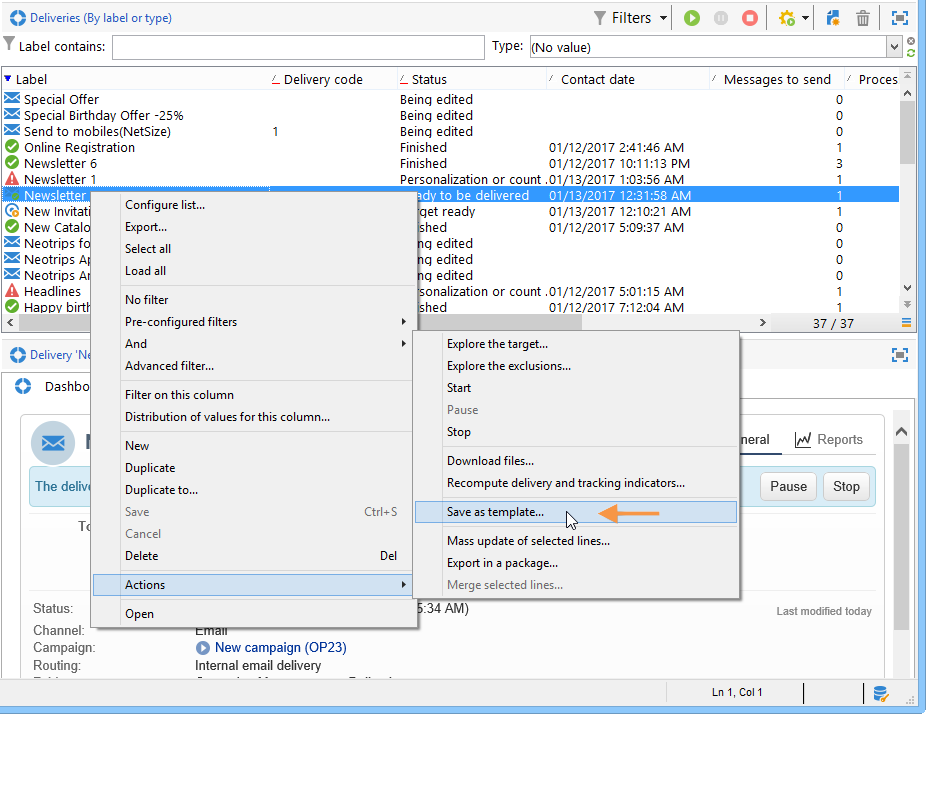 Deliveries (By label or type) Filters
Label contains: Type: (No value)
Label Delivery code Status Contact date Messages to send Proces
Special Offer Being edited 0
Special Birthday Offer -25% Being edited 0
Send to mobiles(NetSize) 1 Being edited 0
Online Registration Finished 01/12/2017 2:41:46 AM 1
Newsletter 6 Finished 01/12/2017 10:11:13 PM 3
Newsletter 1 Personalization or count . 01/13/2017 1:03:56 AM 1
Newsletter ady to be delivered 01/13/2017 12:31:58 AM 1
New Invitati get ready 01/13/2017 12:10:21 AM 1
New Catalo shed 01/12/2017 5:09:37 AM 1
Neotrips fo ng edited 0
Neotrips Ap ng edited 0
Neotrips An ng edited 0
Headlines sonalization or count . 01/12/2017 5:01:15 AM 1
Happy birth shed 01/12/2017 7:12:04 AM 1
37 / 37
Configure list...
Export...
Select all
Load all
No filter
Pre-configured filters
And
Advanced filter...
Filter on this column
Distribution of values for this column...
New
Duplicate
Duplicate to...
Save Ctrl+S
Cancel
Delete Del
Actions
Open
Explore the target...
Explore the exclusions...
Start
Pause
Stop
Download files...
Recompute delivery and tracking indicators...
Save as template...
Mass update of selected lines...
Export in a package...
Merge selected lines...
Delivery 'Ne
Dashbo
neral Reports
The delive Pause Stop
To
Status: 5:34 AM) Last modified today
Channel: Email
Campaign: New campaign (OP23)
Routing: Internal email delivery
Ln 1, Col 1